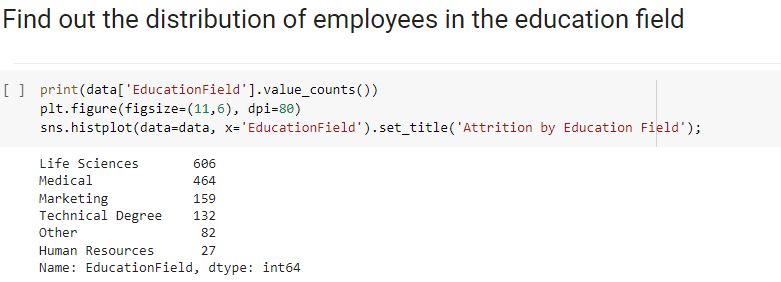 Find out the distribution of employees in the education field
[ ] print(data['EducationField'].value_counts())
plt.figure(figsize=(11,6), dpi=80)
sns.histplot(data=data, x='EducationField').set_title('Attrition by Education Field');
Life Sciences       606
Medical             464
Marketing           159
Technical Degree    132
Other                82
Human Resources      27
Name: EducationField, dtype: int64